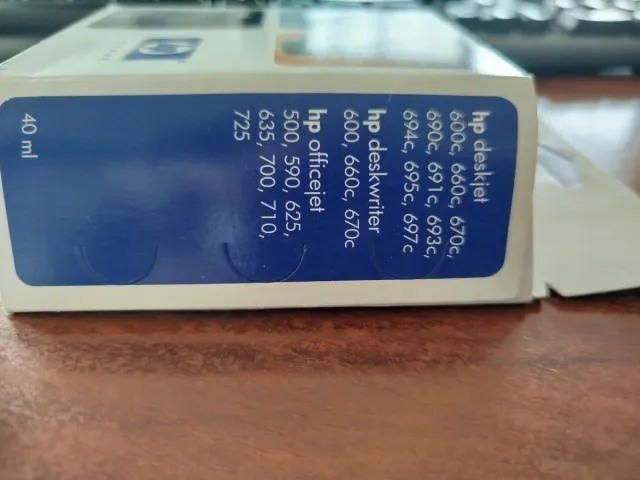 hp deskjet
600c, 660c, 670c,
690c, 691c, 693c,
694c, 695c, 697c
hp deskwriter
600, 660c, 670c
hp officejet
500, 590, 625,
635, 700, 710,
725
40 ml
hp